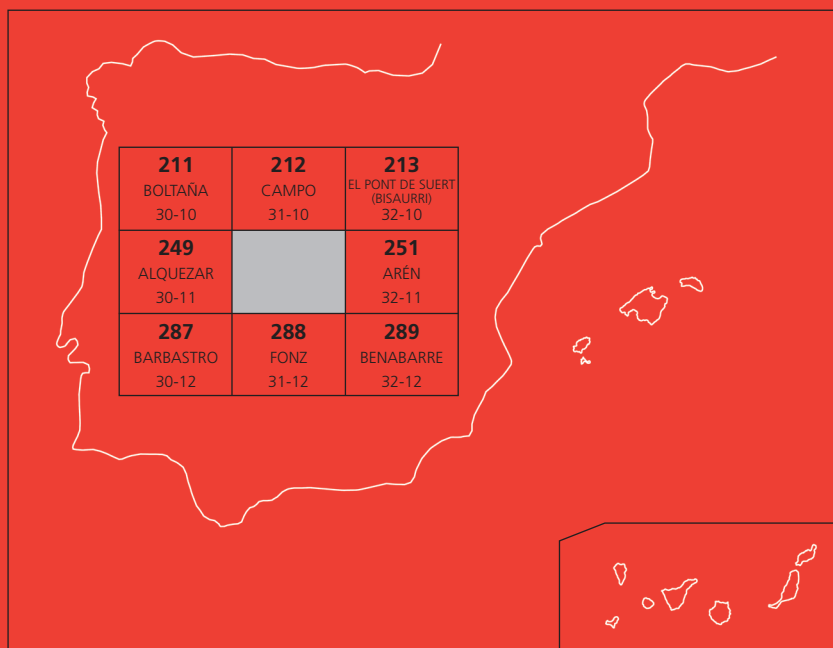 211
BOLTAÑA
30-10
212
CAMPO
31-10
213
EL PONT DE SUERT
(BISAURRI)
32-10
249
ALQUEZAR
30-11
251
ARÉN
32-11
287
BARBASTRO
30-12
288
FONZ
31-12
289
BENABARRE
32-12